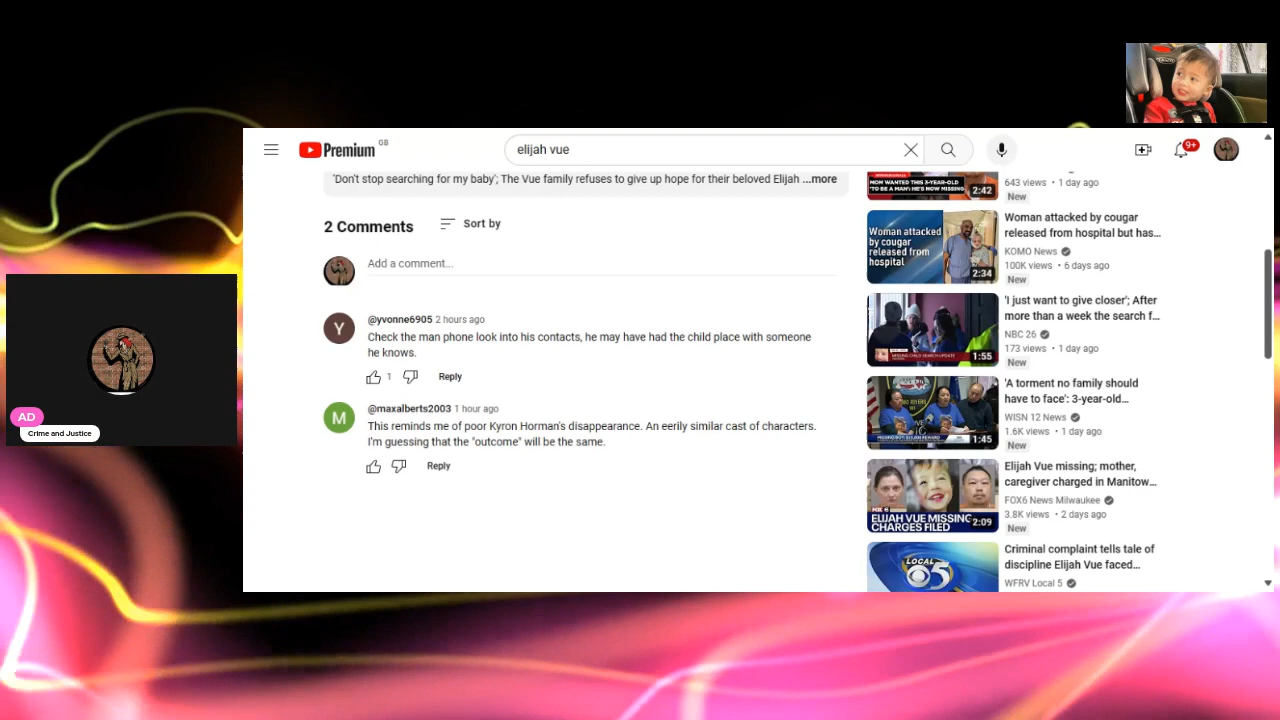 Premium GB
elijah vue
9+
'Don't stop searching for my baby'; The Vue family refuses to give up hope for their beloved Elijah ...more
2 Comments
Sort by
Add a comment...
Y
@yvonne6905 2 hours ago
Check the man phone look into his contacts, he may have had the child place with someone
he knows.
1
Reply
M
@maxalberts2003 1 hour ago
This reminds me of poor Kyron Horman's disappearance. An eerily similar cast of characters.
I'm guessing that the "outcome" will be the same.
Reply
MOM WANTED THIS 3-YEAR-OLD
'TO BE A MAN'; HE'S NOW MISSING
2:42
643 views • 1 day ago
New
Woman attacked
by cougar
released from
hospital
2:34
Woman attacked by cougar
released from hospital but has...
KOMO News
100K views • 6 days ago
New
MISSING CHILD SEARCH UPDATE
1:55
'I just want to give closer'; After
more than a week the search f...
NBC 26
173 views • 1 day ago
New
1:45
'A torment no family should
have to face': 3-year-old...
WISN 12 News
1.6K views • 1 day ago
New
FOX 6
ELIJAH VUE MISSING
CHARGES FILED
2:09
Elijah Vue missing; mother,
caregiver charged in Manitow...
FOX6 News Milwaukee
3.8K views • 2 days ago
New
LOCAL
5
Criminal complaint tells tale of
discipline Elijah Vue faced...
WFRV Local 5
AD
Crime and Justice